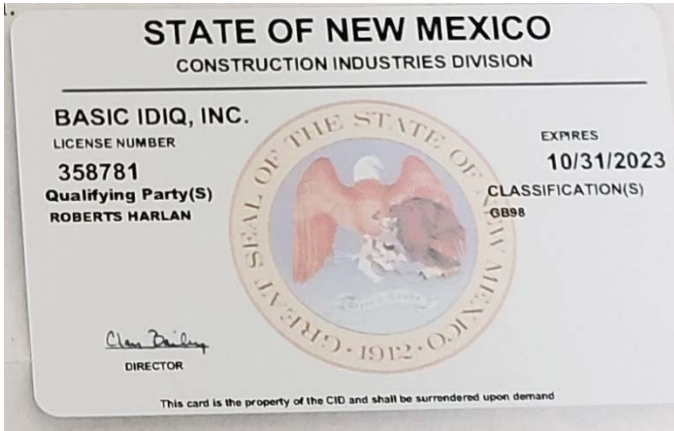 STATE OF NEW MEXICO
CONSTRUCTION INDUSTRIES DIVISION
BASIC IDIQ, INC.
LICENSE NUMBER
358781
Qualifying Party(S)
ROBERTS HARLAN
EXPIRES
10/31/2023
CLASSIFICATION(S)
GB98
GREAT SEAL OF THE STATE OF NEW MEXICO
1912
DIRECTOR
This card is the property of the CID and shall be surrendered upon demand